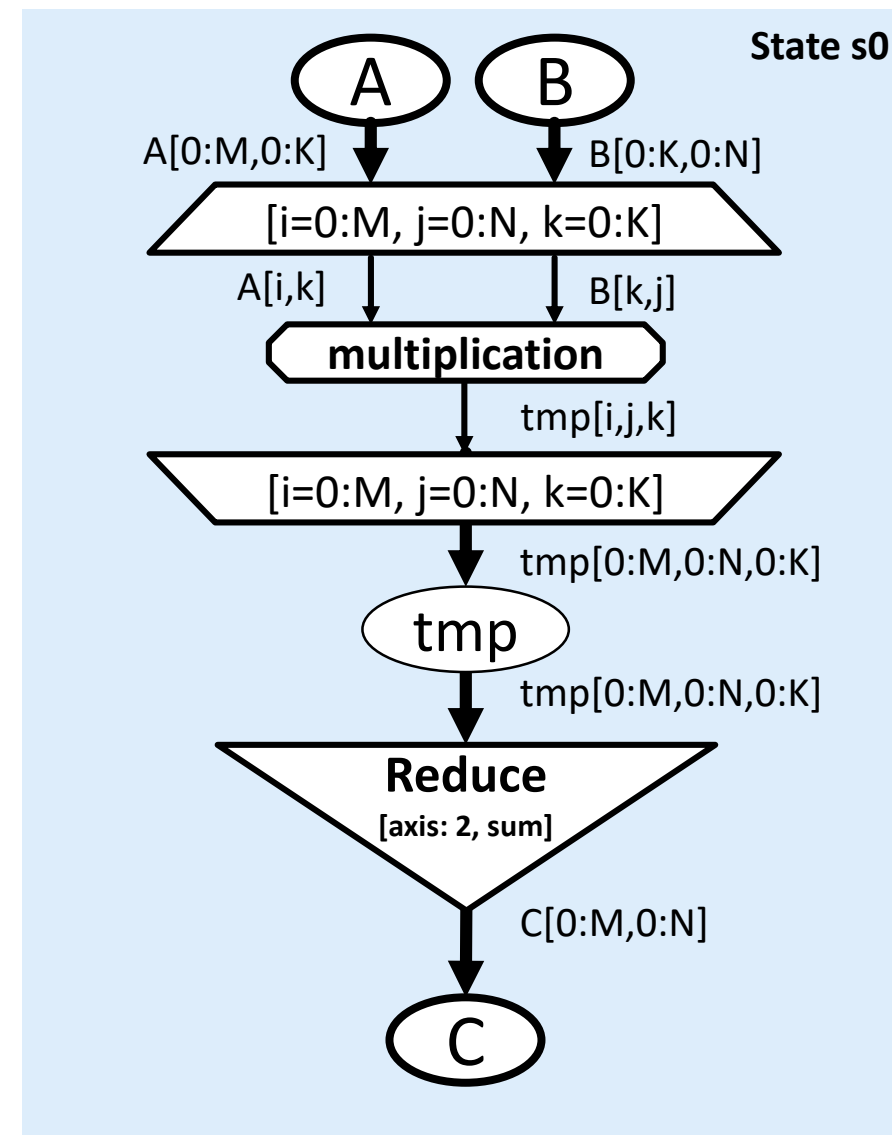 State s0
A
B
A[0:M,0:K]
B[0:K,0:N]
[i=0:M, j=0:N, k=0:K]
A[i,k]
B[k,j]
multiplication
tmp[i,j,k]
[i=0:M, j=0:N, k=0:K]
tmp[0:M,0:N,0:K]
tmp
tmp[0:M,0:N,0:K]
Reduce
[axis: 2, sum]
C[0:M,0:N]
C